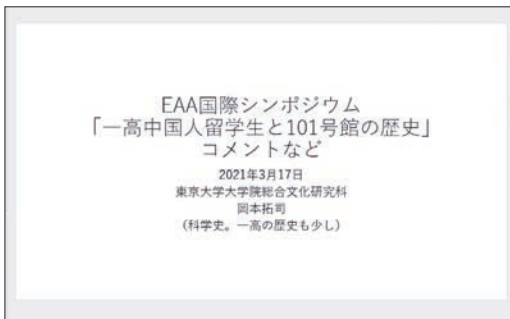 EAA国際シンポジウム
「一高中国人留学生と101号館の歴史」
コメントなど
2021年3月17日
東京大学大学院総合文化研究科
岡本拓司
(科学史。一高の歴史も少し)